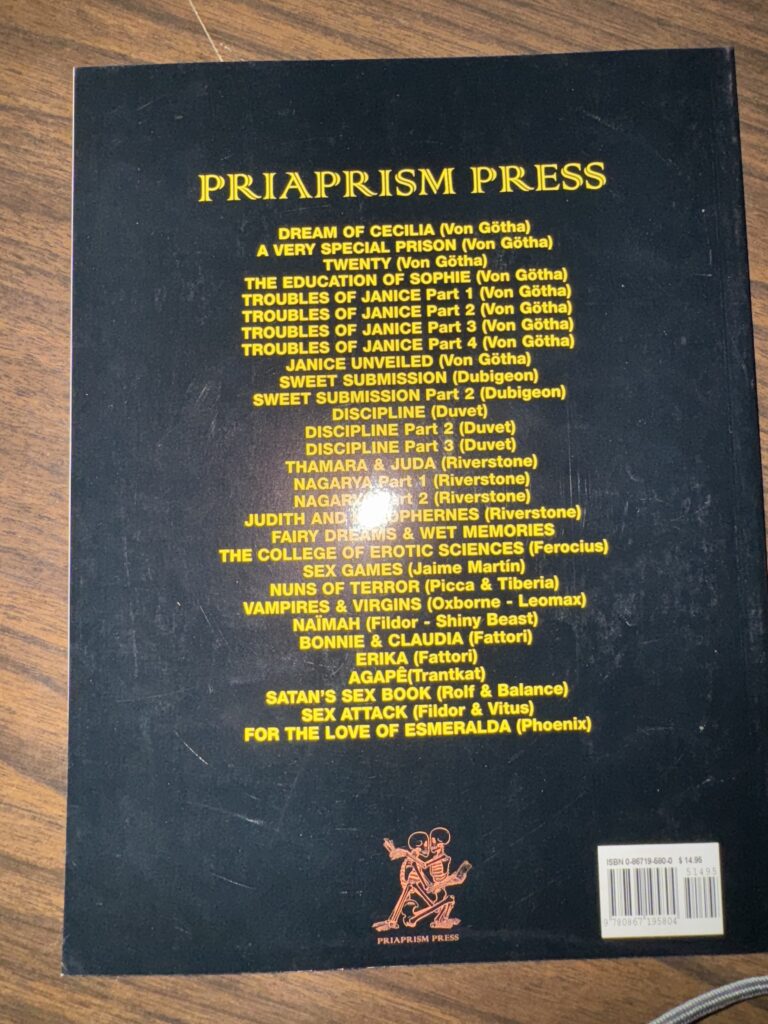 PRIAPRISM PRESS
DREAM OF CECILIA (Von Götha)
A VERY SPECIAL PRISON (Von Götha)
TWENTY (Von Götha)
THE EDUCATION OF SOPHIE (Von Götha)
TROUBLES OF JANICE Part 1 (Von Götha)
TROUBLES OF JANICE Part 2 (Von Götha)
TROUBLES OF JANICE Part 3 (Von Götha)
TROUBLES OF JANICE Part 4 (Von Götha)
JANICE UNVEILED (Von Götha)
SWEET SUBMISSION (Dubigeon)
SWEET SUBMISSION Part 2 (Dubigeon)
DISCIPLINE (Duvet)
DISCIPLINE Part 2 (Duvet)
DISCIPLINE Part 3 (Duvet)
THAMARA & JUDA (Riverstone)
NAGARYA Part 1 (Riverstone)
NAGARYA Part 2 (Riverstone)
JUDITH AND (Riverstone)
FAIRY DREAMS & WET MEMORIES
THE COLLEGE OF EROTIC SCIENCES (Ferocius)
SEX GAMES (Jaime Martín)
NUNS OF TERROR (Picca & Tiberia)
VAMPIRES & VIRGINS (Oxborne - Leomax)
NAÏMAH (Fildor - Shiny Beast)
BONNIE & CLAUDIA (Fattori)
ERIKA (Fattori)
AGAPÊ(Trantkat)
SATAN'S SEX BOOK (Rolf & Balance)
SEX ATTACK (Fildor & Vitus)
FOR THE LOVE OF ESMERALDA (Phoenix)
PRIAPRISM PRESS
ISBN 0-86719-580-0 $ 14.95
51495
9 780867 195804